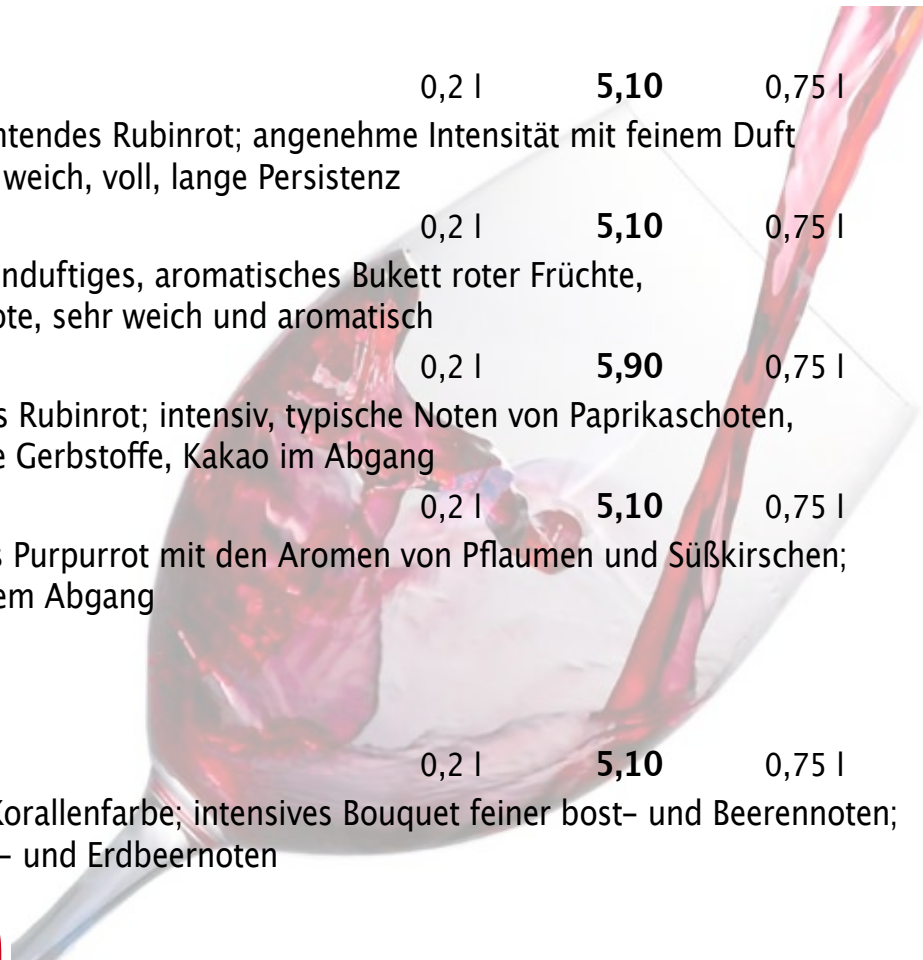 0,2 l 5,10 0,75 l
ntendes Rubinrot; angenehme Intensität mit feinem Duft
weich, voll, lange Persistenz
0,2 l 5,10 0,75 l
nduftiges, aromatisches Bukett roter Früchte,
ote, sehr weich und aromatisch
0,2 l 5,90 0,75 l
s Rubinrot; intensiv, typische Noten von Paprikaschoten,
e Gerbstoffe, Kakao im Abgang
0,2 l 5,10 0,75 l
s Purpurrot mit den Aromen von Pflaumen und Süßkirschen;
em Abgang
0,2 l 5,10 0,75 l
Korallenfarbe; intensives Bouquet feiner bost– und Beerennoten;
– und Erdbeernoten